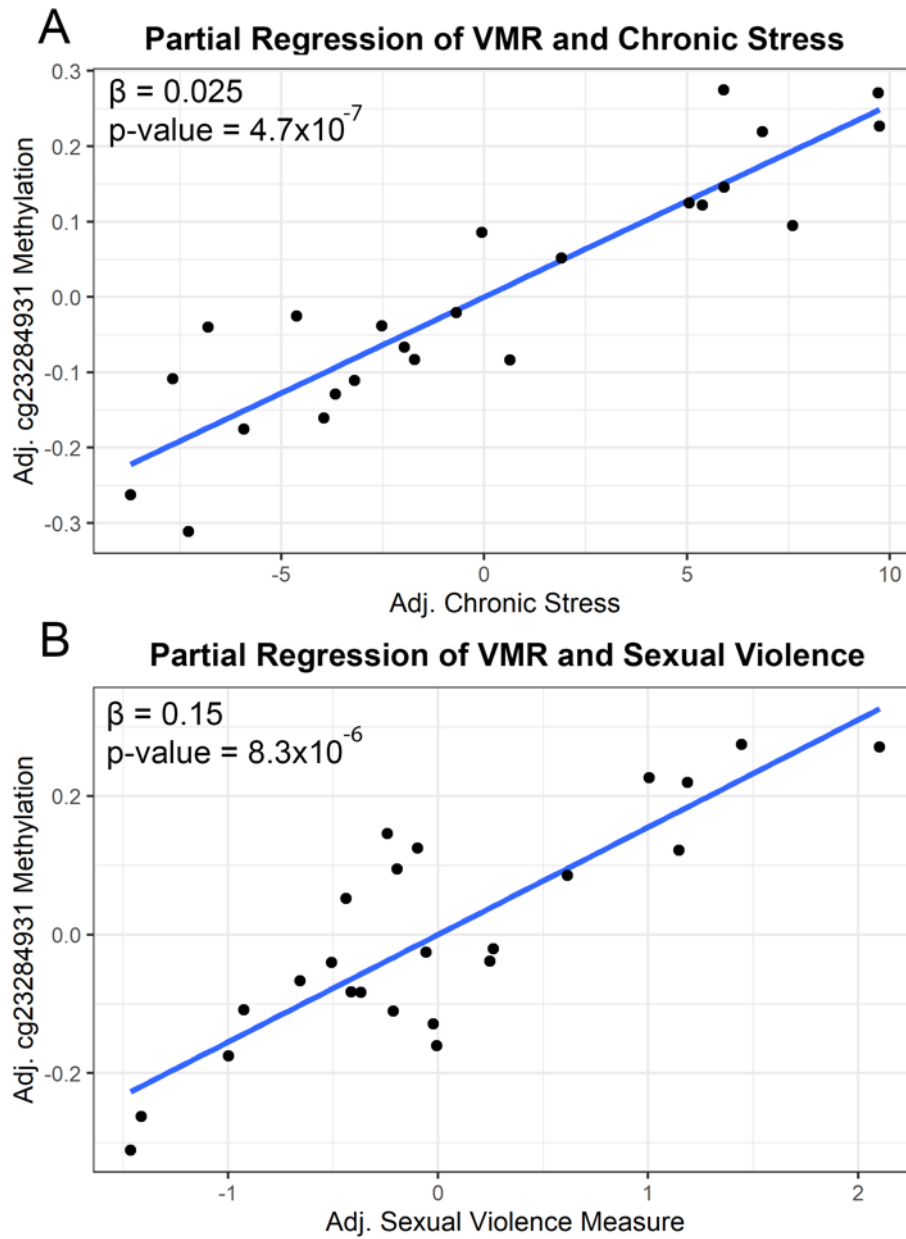 A
Partial Regression of VMR and Chronic Stress
β = 0.025
p-value = 4.7x10⁻⁷
0.3
0.2
0.1
0.0
-0.1
-0.2
-0.3
Adj. cg23284931 Methylation
-5
0
5
10
Adj. Chronic Stress
B
Partial Regression of VMR and Sexual Violence
β = 0.15
p-value = 8.3x10⁻⁶
0.2
0.0
-0.2
Adj. cg23284931 Methylation
-1
0
1
2
Adj. Sexual Violence Measure